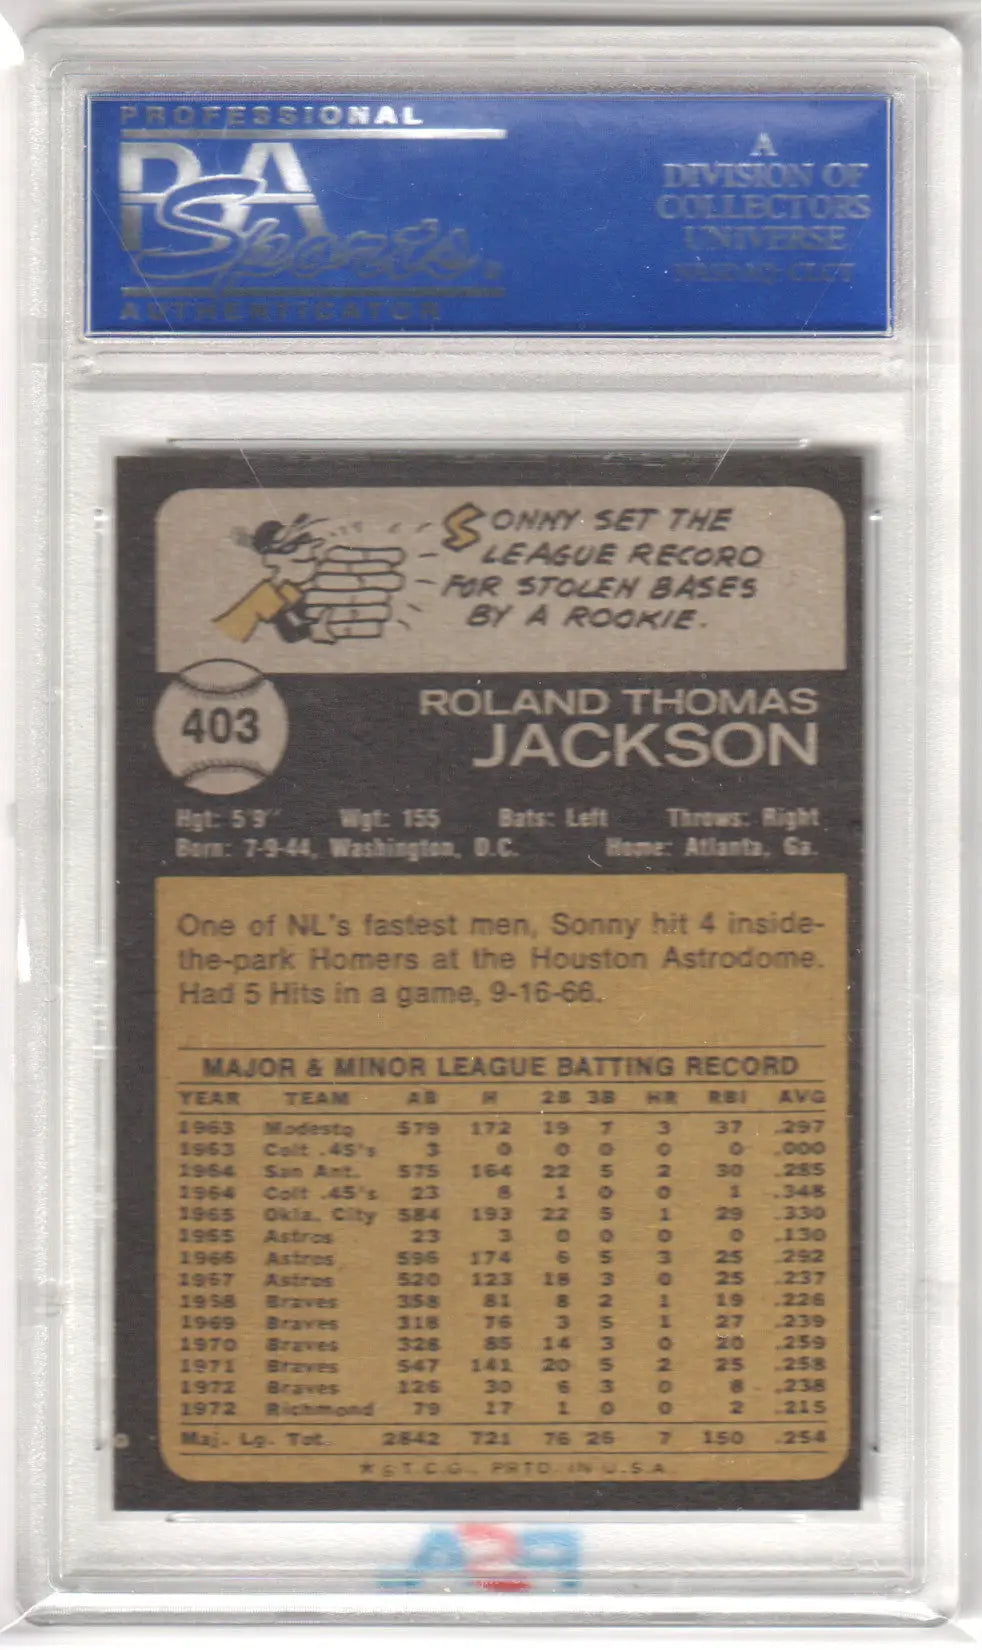 PROFESSIONAL
PSA
Sports
AUTHENTICATOR
A
DIVISION OF
COLLECTORS
UNIVERSE
NASDAQ: CLCT
SONNY SET THE
LEAGUE RECORD
FOR STOLEN BASES
BY A ROOKIE.
403
ROLAND THOMAS
JACKSON
Hgt: 5'9" Wgt: 155 Bats: Left Throws: Right
Born: 7-9-44, Washington, D.C. Home: Atlanta, Ga.
One of NL's fastest men, Sonny hit 4 inside-
the-park Homers at the Houston Astrodome.
Had 5 Hits in a game, 9-16-66.
MAJOR & MINOR LEAGUE BATTING RECORD
YEAR TEAM AB H 2B 3B HR RBI AVG
1963 Modesto 579 172 19 7 3 37 .297
1963 Colt .45's 3 0 0 0 0 0 .000
1964 San Ant. 575 164 22 5 2 30 .285
1964 Colt .45's 23 8 1 0 0 1 .348
1965 Okla. City 584 193 22 5 1 29 .330
1965 Astros 23 3 0 0 0 0 .130
1966 Astros 596 174 6 5 3 25 .292
1967 Astros 520 123 18 3 0 25 .237
1968 Braves 358 81 8 2 1 19 .226
1969 Braves 318 76 3 5 1 27 .239
1970 Braves 328 85 14 3 0 20 .259
1971 Braves 547 141 20 5 2 25 .258
1972 Braves 126 30 6 3 0 8 .238
1972 Richmond 79 17 1 0 0 2 .215
Maj. Lg. Tot. 2842 721 76 26 7 150 .254
★ © T.C.G., PRTD. IN U.S.A.